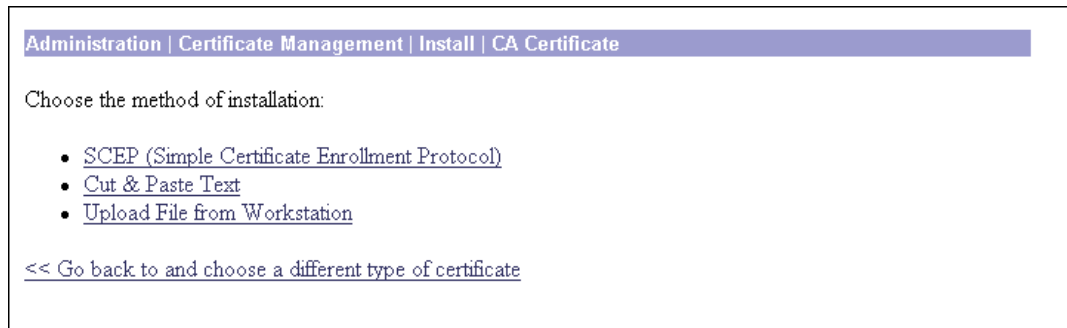 Administration | Certificate Management | Install | CA Certificate
Choose the method of installation:
• SCEP (Simple Certificate Enrollment Protocol)
• Cut & Paste Text
• Upload File from Workstation
<< Go back to and choose a different type of certificate